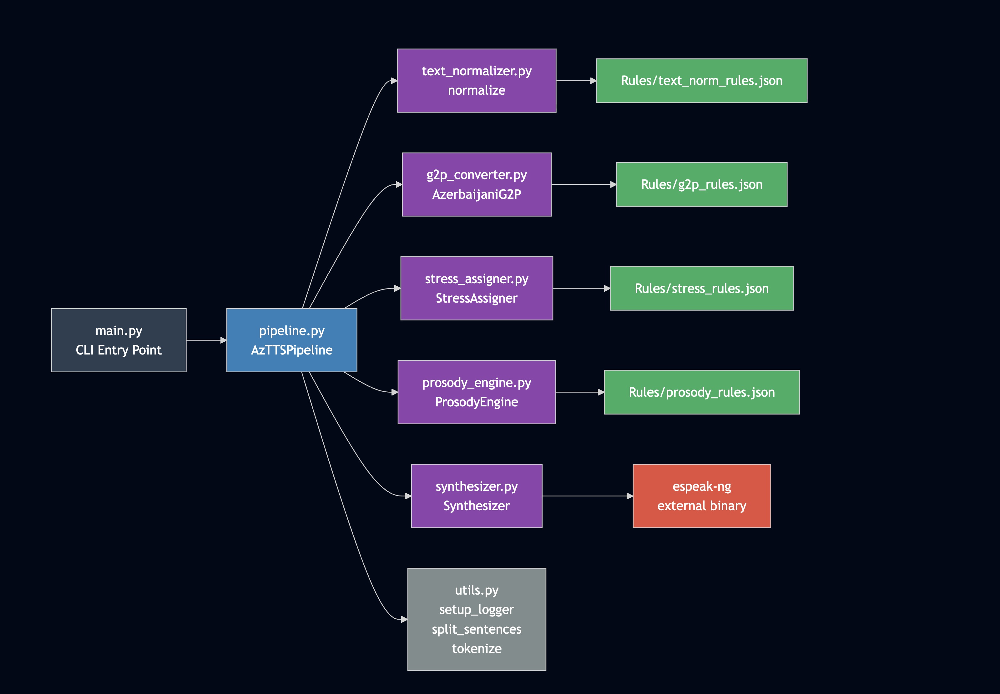 main.py
CLI Entry Point
pipeline.py
AzTTSPipeline
text_normalizer.py
normalize
Rules/text_norm_rules.json
g2p_converter.py
AzerbaijaniG2P
Rules/g2p_rules.json
stress_assigner.py
StressAssigner
Rules/stress_rules.json
prosody_engine.py
ProsodyEngine
Rules/prosody_rules.json
synthesizer.py
Synthesizer
espeak-ng
external binary
utils.py
setup_logger
split_sentences
tokenize